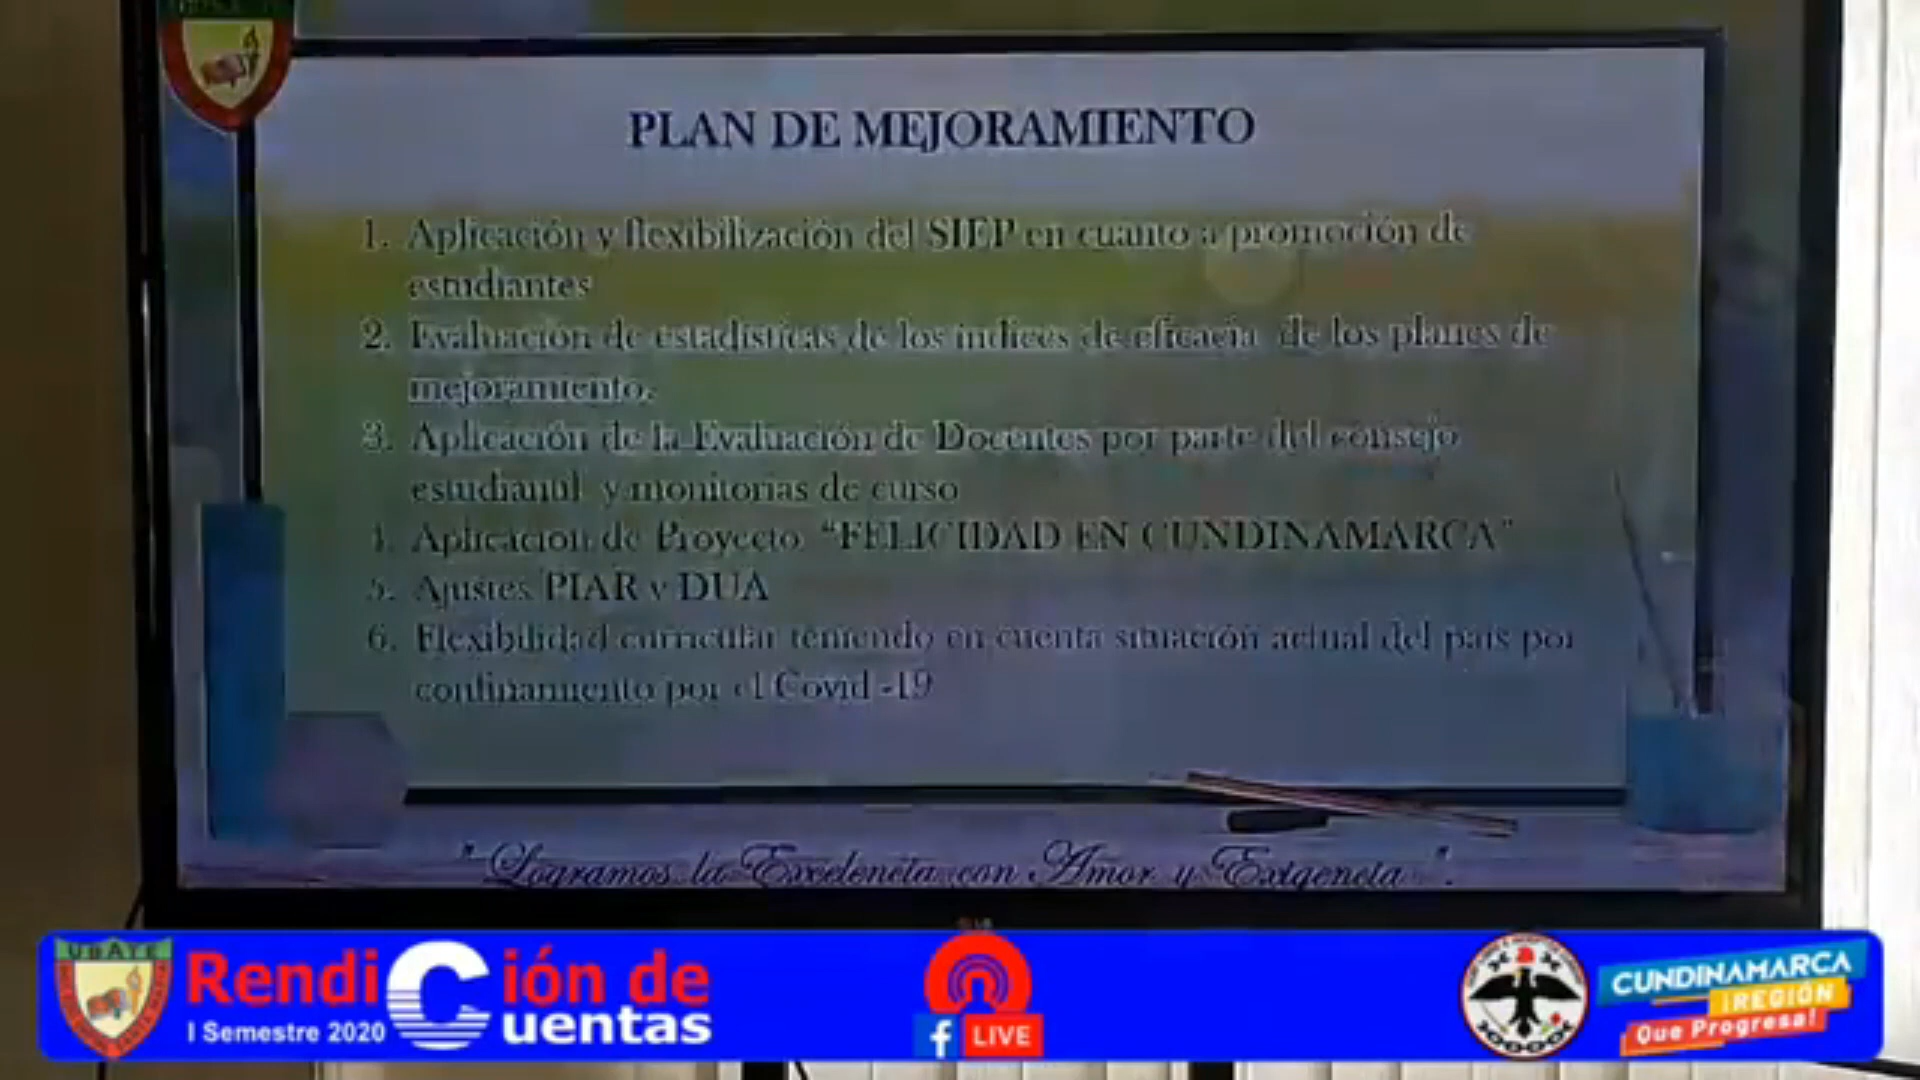 PLAN DE MEJORAMIENTO
1. Aplicación y flexibilización del SIEP en cuanto a promoción de
estudiantes
2. Evaluación de estadísticas de los índices de eficacia de los planes de
mejoramiento.
3. Aplicación de la Evaluación de Docentes por parte del consejo
estudiantil y monitorias de curso
4. Aplicación de Proyecto "FELICIDAD EN CUNDINAMARCA"
5. Ajustes PIAR y DUA
6. Flexibilidad curricular teniendo en cuenta situación actual del país por
confinamiento por el Covid -19
" Logramos la Excelencia con Amor y Exigencia ".
UBATE
Rendición de
Cuentas
I Semestre 2020
f LIVE
CUNDINAMARCA
¡REGIÓN
Que Progresa!